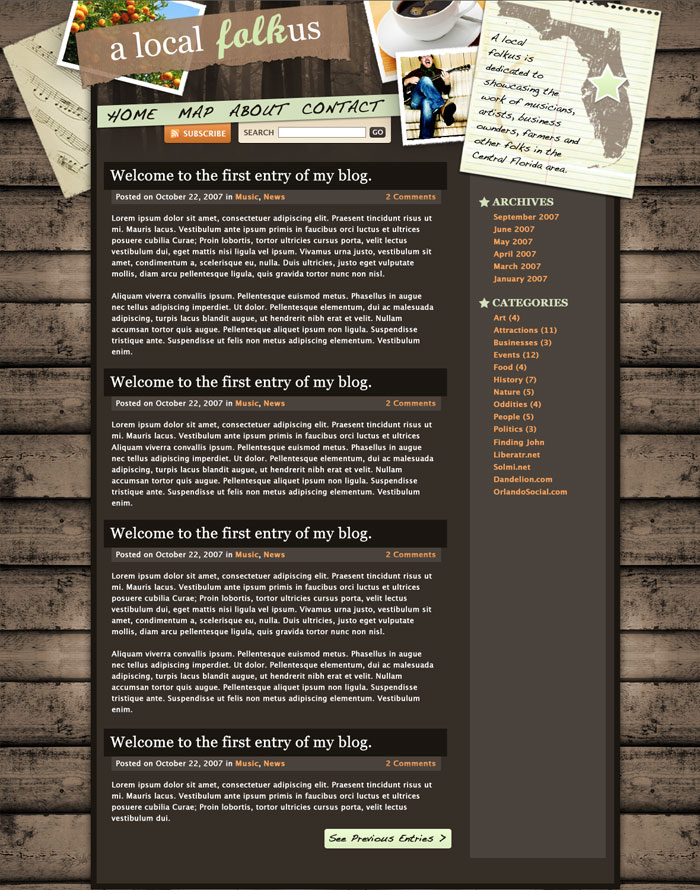 a local folkus
HOME MAP ABOUT CONTACT
SUBSCRIBE
SEARCH GO
A local
folkus is
dedicated to
showcasing the
work of musicians,
artists, business
owners, farmers and
other folks in the
Central Florida area.
Welcome to the first entry of my blog.
Posted on October 22, 2007 in Music, News 2 Comments
Lorem ipsum dolor sit amet, consectetuer adipiscing elit. Praesent tincidunt risus ut
mi. Mauris lacus. Vestibulum ante ipsum primis in faucibus orci luctus et ultrices
posuere cubilia Curae; Proin lobortis, tortor ultricies cursus porta, velit lectus
vestibulum dui, eget mattis nisi ligula vel ipsum. Vivamus urna justo, vestibulum sit
amet, condimentum a, scelerisque eu, nulla. Duis ultricies, justo eget vulputate
mollis, diam arcu pellentesque ligula, quis gravida tortor nunc non nisl.
Aliquam viverra convallis ipsum. Pellentesque euismod metus. Phasellus in augue
nec tellus adipiscing imperdiet. Ut dolor. Pellentesque elementum, dui ac malesuada
adipiscing, turpis lacus blandit augue, ut hendrerit nibh erat et lacus. Nullam
accumsan tortor quis augue. Pellentesque aliquet ipsum non ligula. Suspendisse
tristique ante. Suspendisse ut felis non metus adipiscing elementum. Vestibulum
enim.
Welcome to the first entry of my blog.
Posted on October 22, 2007 in Music, News 2 Comments
Lorem ipsum dolor sit amet, consectetuer adipiscing elit. Praesent tincidunt risus ut
mi. Mauris lacus. Vestibulum ante ipsum primis in faucibus orci luctus et ultrices
Aliquam viverra convallis ipsum. Pellentesque euismod metus. Phasellus in augue
nec tellus adipiscing imperdiet. Ut dolor. Pellentesque elementum, dui ac malesuada
adipiscing, turpis lacus blandit augue, ut hendrerit nibh erat et lacus. Nullam
accumsan tortor quis augue. Pellentesque aliquet ipsum non ligula. Suspendisse
tristique ante. Suspendisse ut felis non metus adipiscing elementum. Vestibulum
enim.
Welcome to the first entry of my blog.
Posted on October 22, 2007 in Music, News 2 Comments
Lorem ipsum dolor sit amet, consectetuer adipiscing elit. Praesent tincidunt risus ut
mi. Mauris lacus. Vestibulum ante ipsum primis in faucibus orci luctus et ultrices
posuere cubilia Curae; Proin lobortis, tortor ultricies cursus porta, velit lectus
vestibulum dui, eget mattis nisi ligula vel ipsum. Vivamus urna justo, vestibulum sit
amet, condimentum a, scelerisque eu, nulla. Duis ultricies, justo eget vulputate
mollis, diam arcu pellentesque ligula, quis gravida tortor nunc non nisl.
Aliquam viverra convallis ipsum. Pellentesque euismod metus. Phasellus in augue
nec tellus adipiscing imperdiet. Ut dolor. Pellentesque elementum, dui ac malesuada
adipiscing, turpis lacus blandit augue, ut hendrerit nibh erat et lacus. Nullam
accumsan tortor quis augue. Pellentesque aliquet ipsum non ligula. Suspendisse
tristique ante. Suspendisse ut felis non metus adipiscing elementum. Vestibulum
enim.
Welcome to the first entry of my blog.
Posted on October 22, 2007 in Music, News 2 Comments
Lorem ipsum dolor sit amet, consectetuer adipiscing elit. Praesent tincidunt risus ut
mi. Mauris lacus. Vestibulum ante ipsum primis in faucibus orci luctus et ultrices
posuere cubilia Curae; Proin lobortis, tortor ultricies cursus porta, velit lectus
vestibulum dui.
See Previous Entries >
ARCHIVES
September 2007
June 2007
May 2007
April 2007
March 2007
January 2007
CATEGORIES
Art (4)
Attractions (11)
Businesses (3)
Events (12)
Food (4)
History (7)
Nature (5)
Oddities (4)
People (5)
Politics (3)
Finding John
Liberatr.net
Solmi.net
Dandelion.com
OrlandoSocial.com